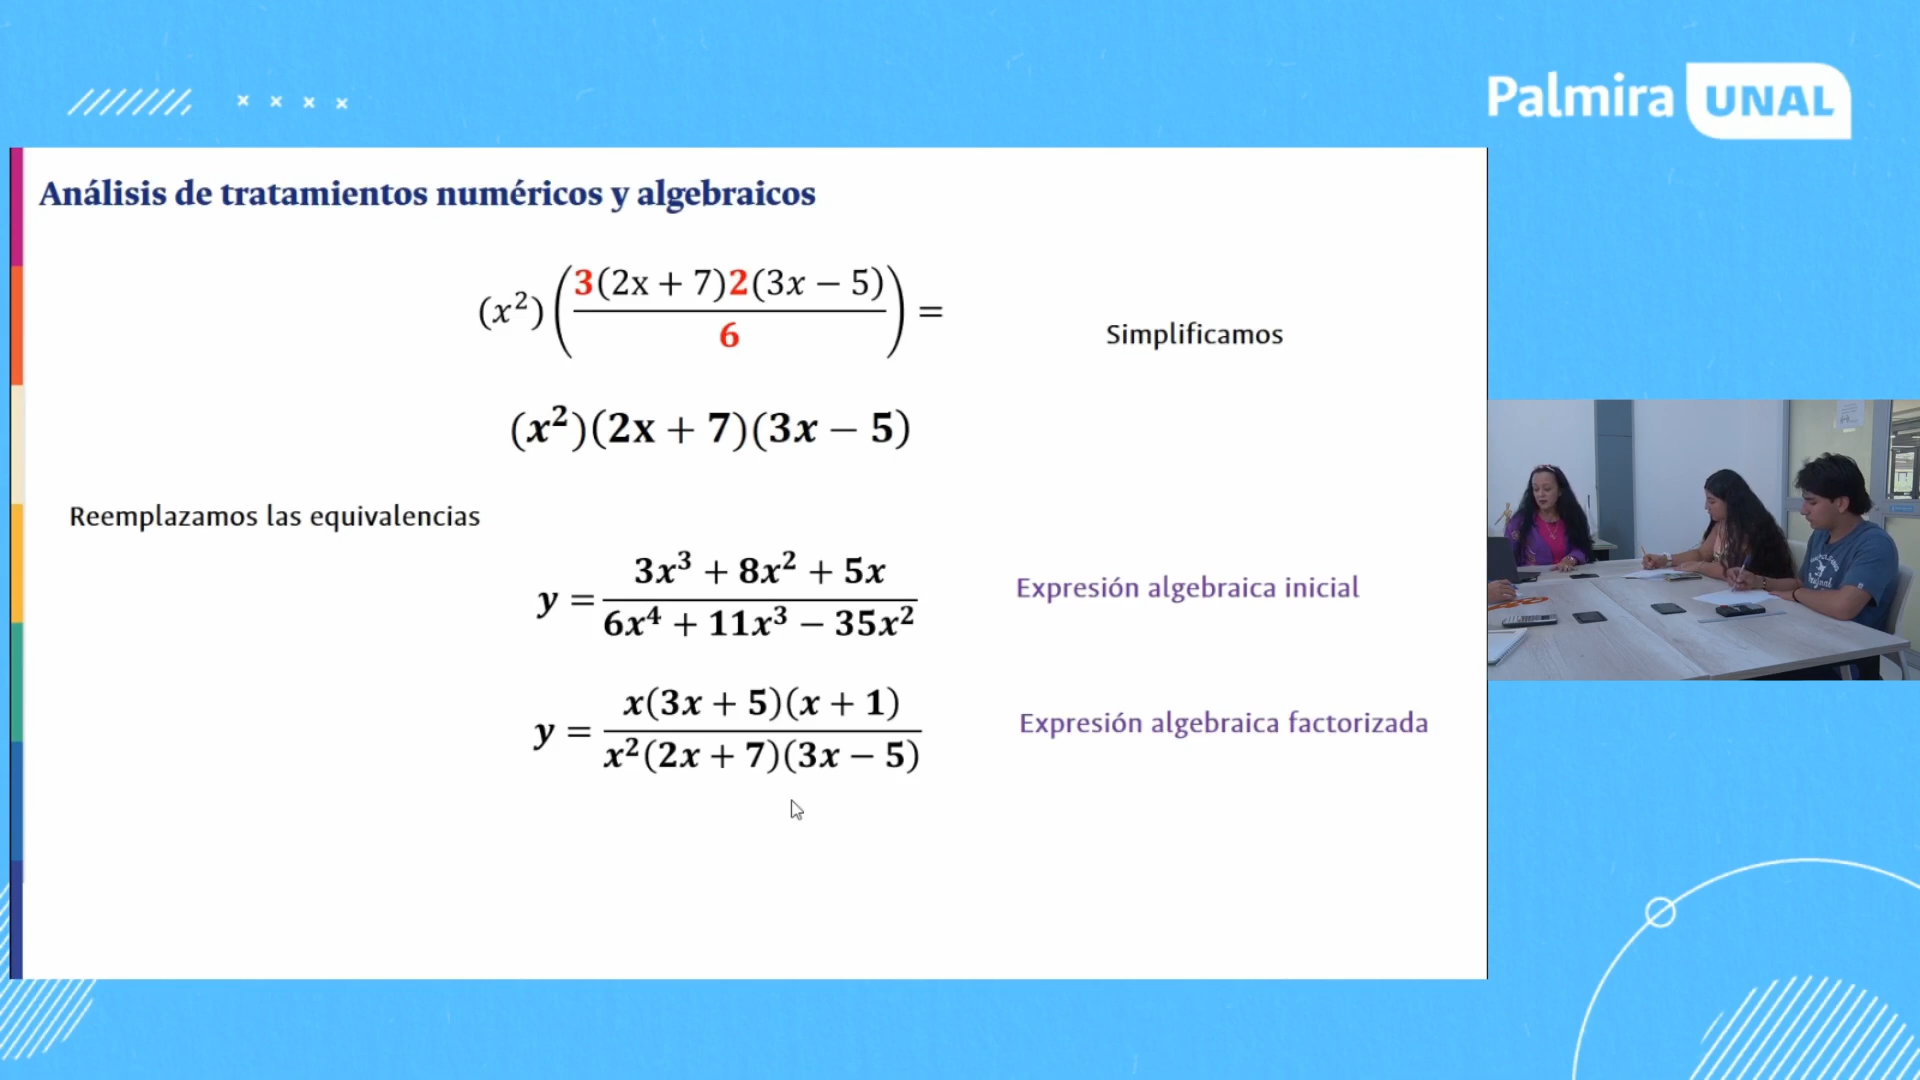 Palmira UNAL
Análisis de tratamientos numéricos y algebraicos
(x²)(3(2x + 7)2(3x − 5)/6) =
Simplificamos
(x²)(2x + 7)(3x − 5)
Reemplazamos las equivalencias
y = (3x³ + 8x² + 5x)/(6x⁴ + 11x³ − 35x²)
Expresión algebraica inicial
y = x(3x + 5)(x + 1)/x²(2x + 7)(3x − 5)
Expresión algebraica factorizada